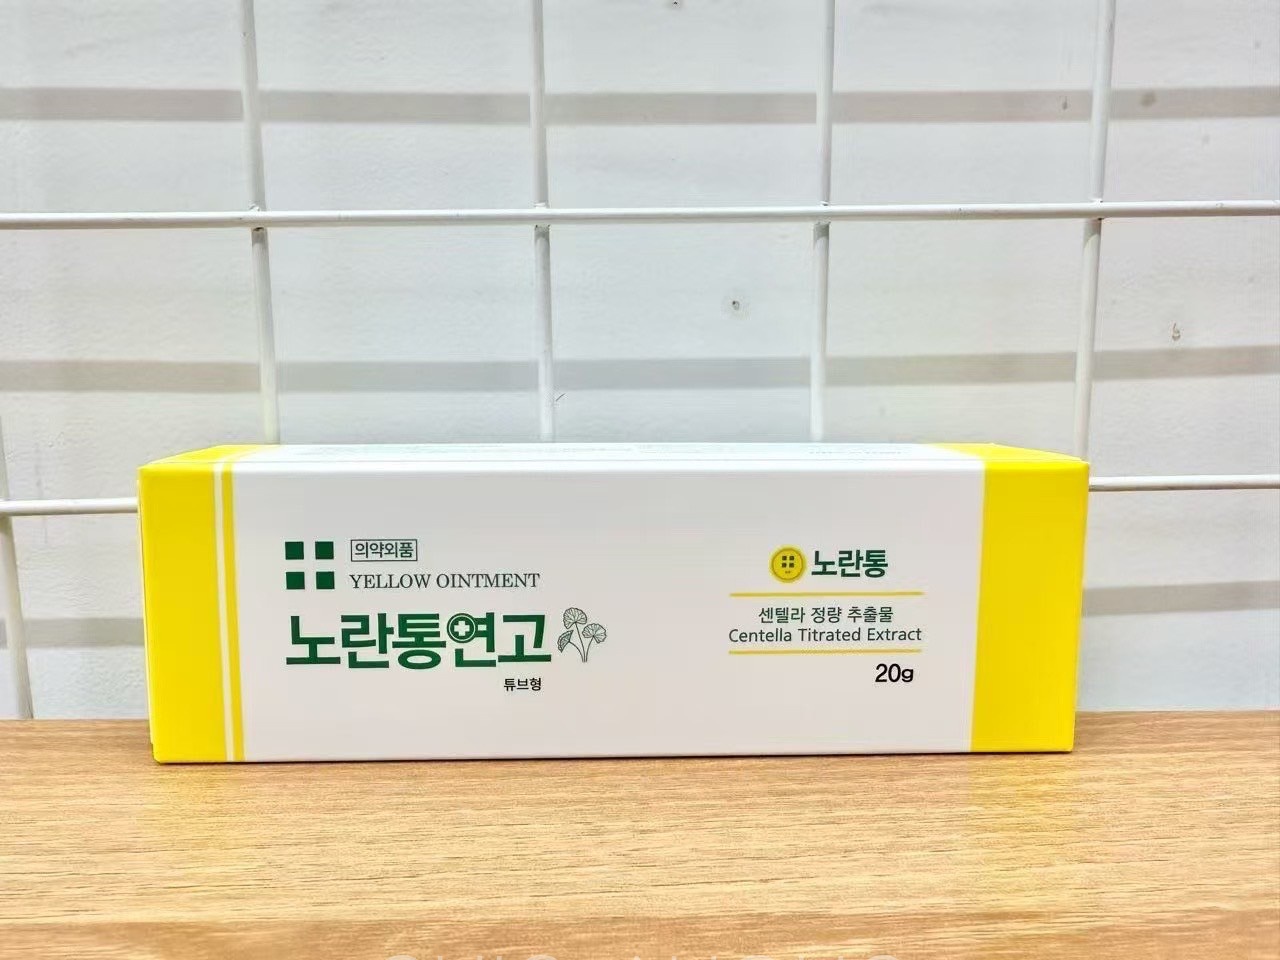 의약외품
YELLOW OINTMENT
노란통연고
튜브형
노란통
센텔라 정량 추출물
Centella Titrated Extract
20g